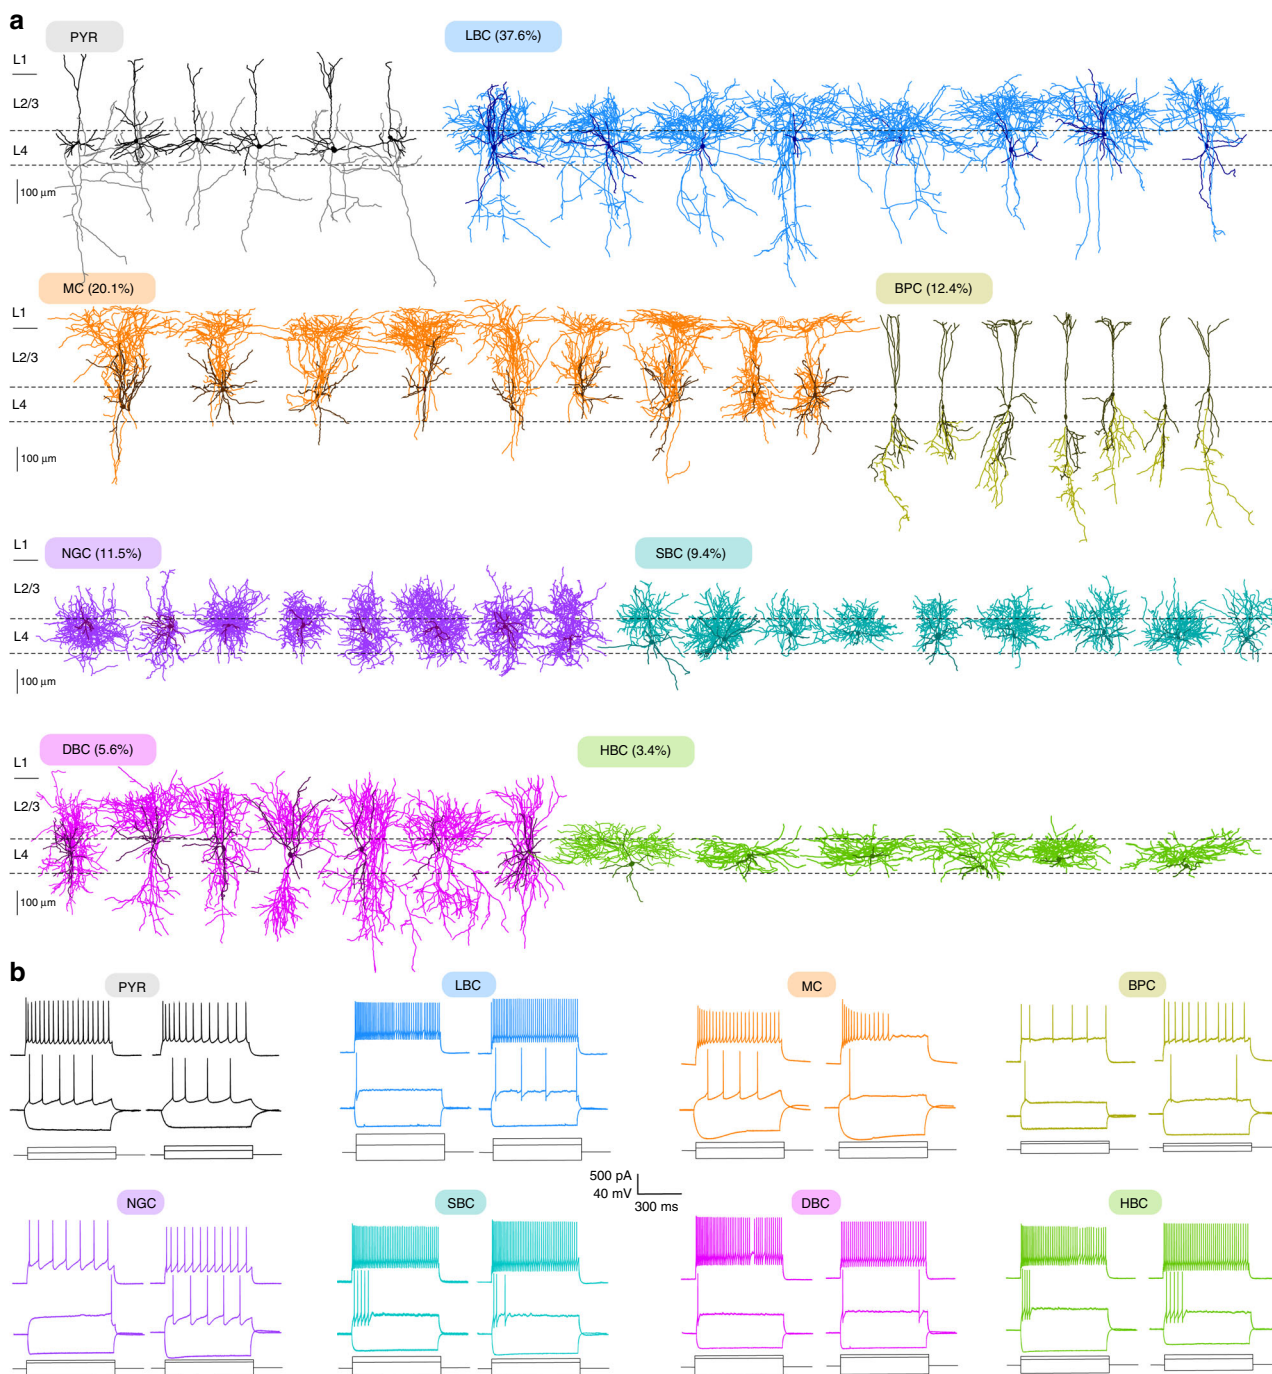 a
PYR
LBC (37.6%)
L1
L2/3
L4
100 μm
MC (20.1%)
BPC (12.4%)
L1
L2/3
L4
100 μm
L1
NGC (11.5%)
SBC (9.4%)
L2/3
L4
100 μm
DBC (5.6%)
HBC (3.4%)
L1
L2/3
L4
100 μm
b
PYR
LBC
MC
BPC
500 pA
40 mV
300 ms
NGC
SBC
DBC
HBC